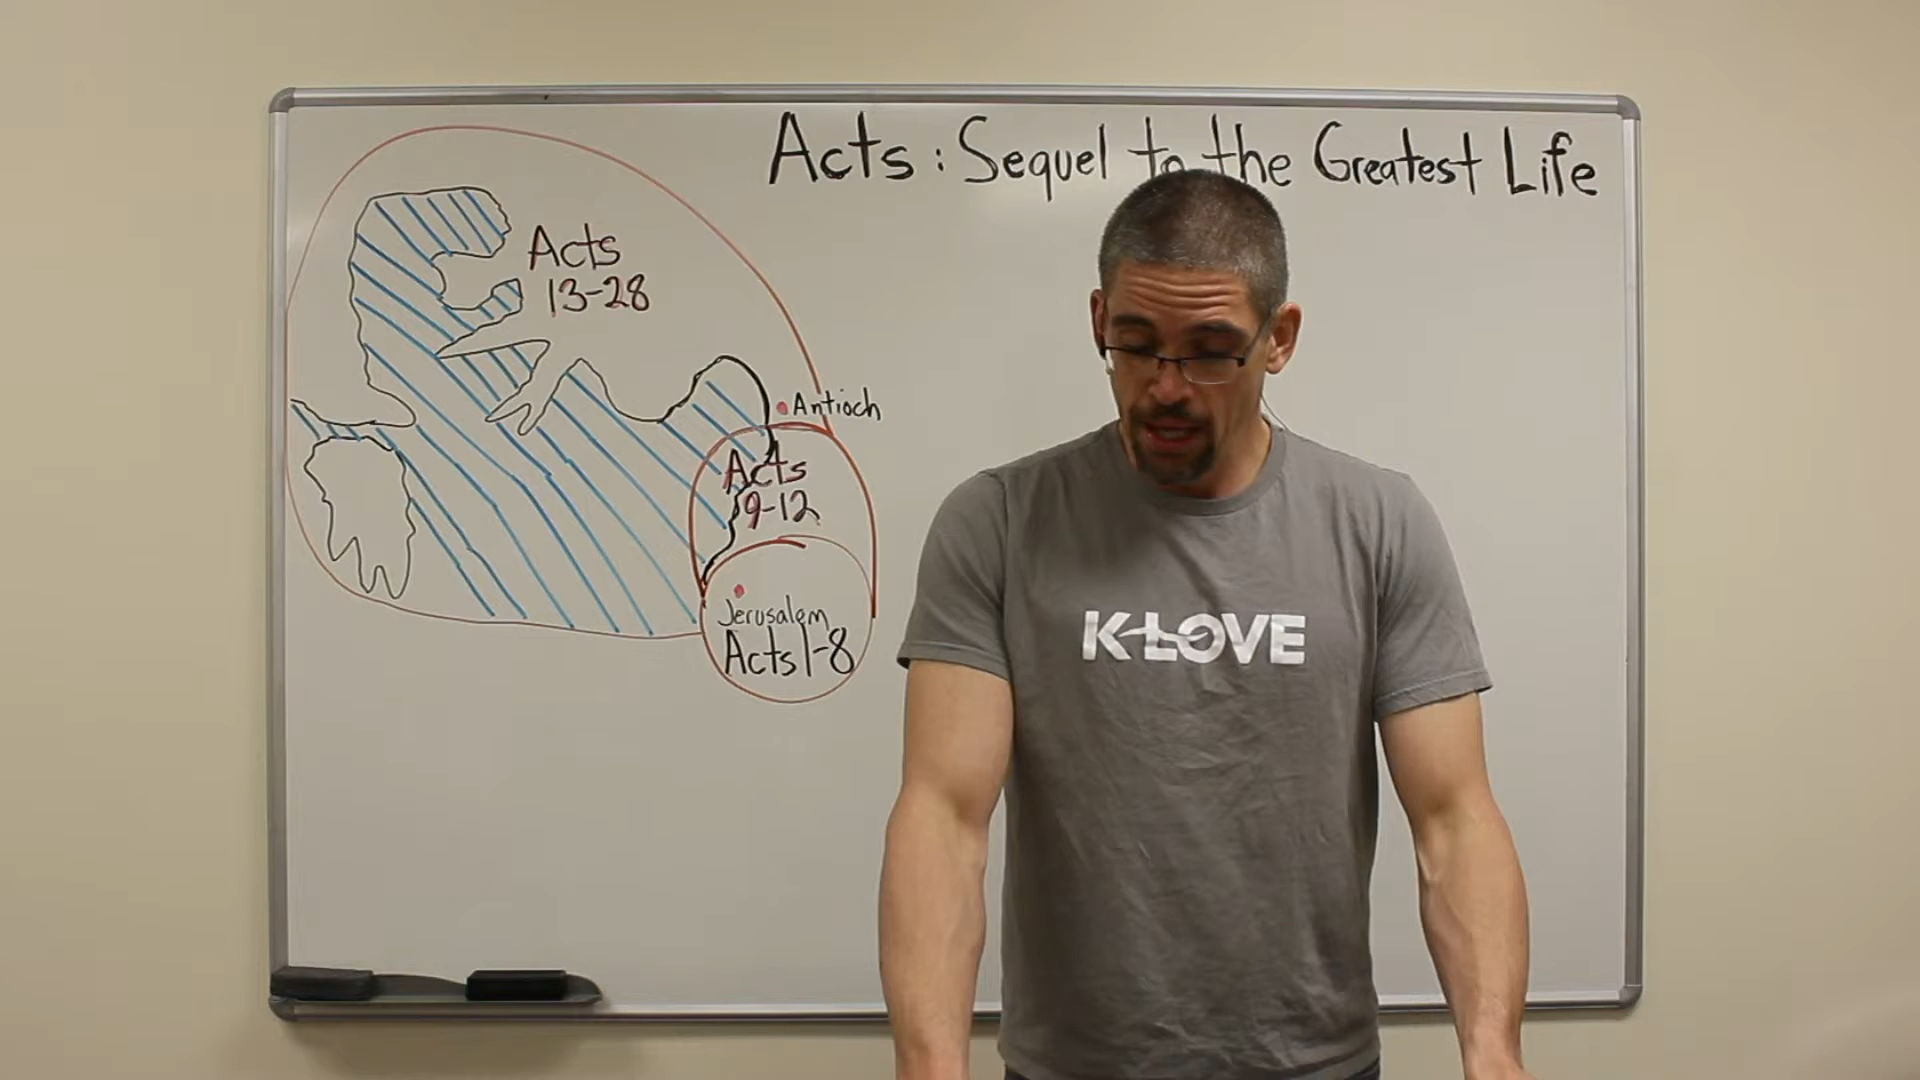 Acts: Sequel to the Greatest Life
Acts
13-28
Antioch
Acts
9-12
Jerusalem
Acts 1-8
K-LOVE